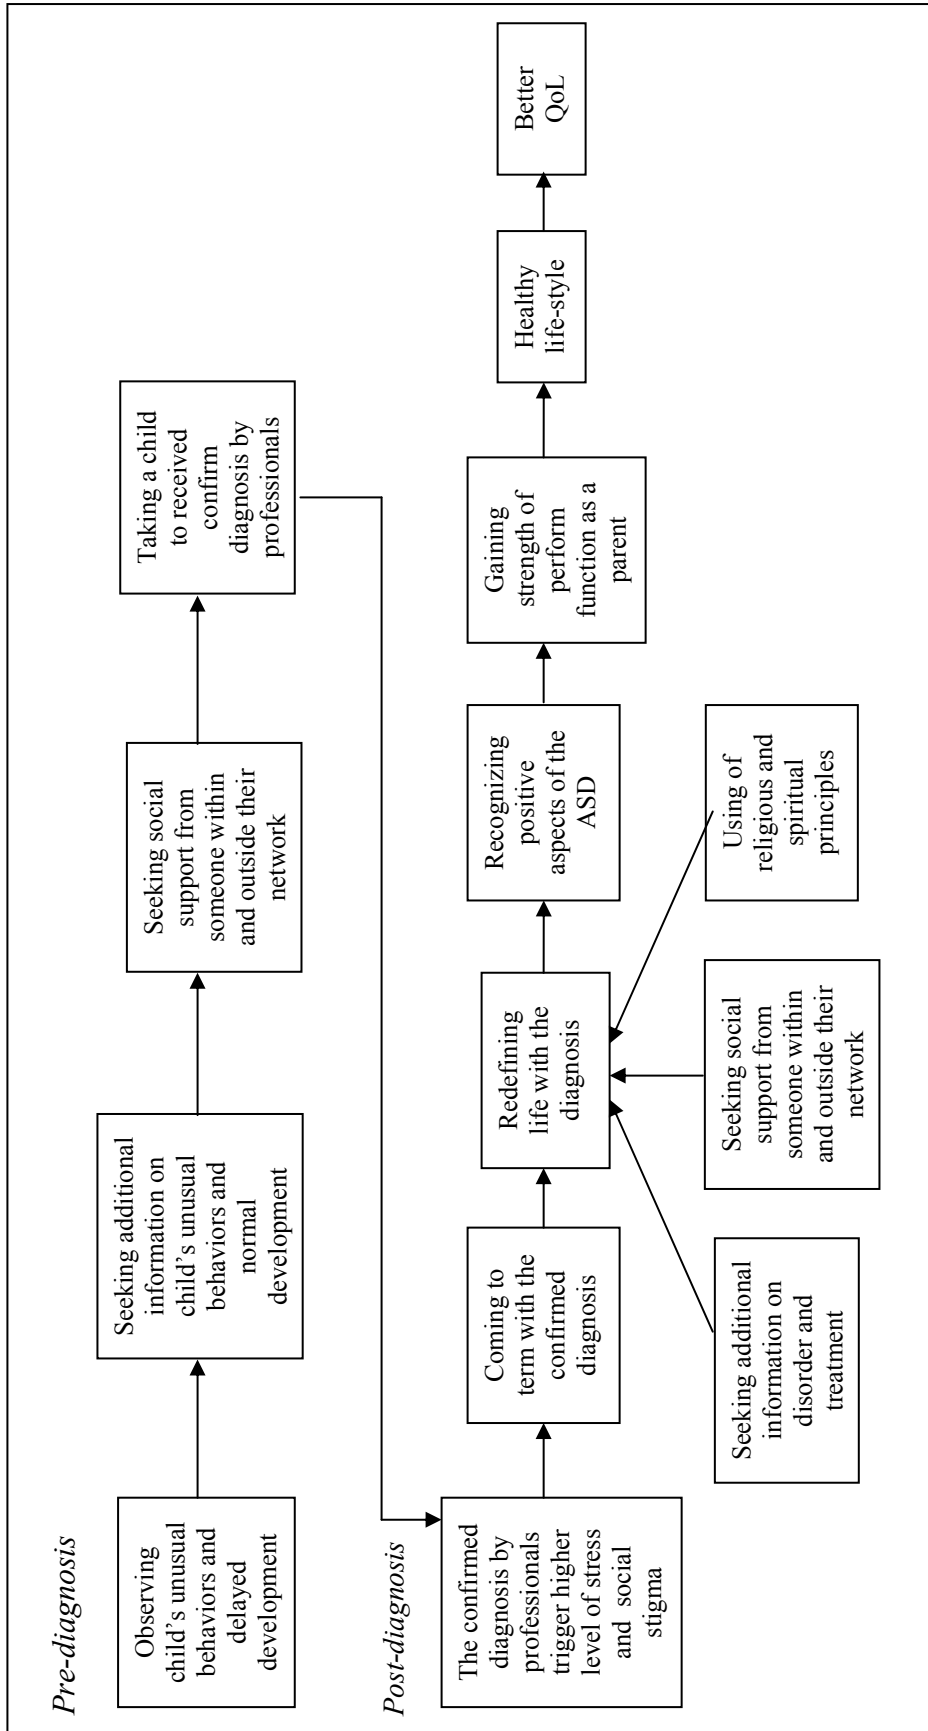 Pre-diagnosis
Observing
child’s unusual
behaviors and
delayed
development
Seeking additional
information on
child’s unusual
behaviors and
normal
development
Seeking social
support from
someone within
and outside their
network
Taking a child
to received
confirm
diagnosis by
professionals
Post-diagnosis
The confirmed
diagnosis by
professionals
trigger higher
level of stress
and social
stigma
Coming to
term with the
confirmed
diagnosis
Redefining
life with the
diagnosis
Recognizing
positive
aspects of the
ASD
Gaining
strength of
perform
function as a
parent
Healthy
life-style
Better
QoL
Seeking additional
information on
disorder and
treatment
Seeking social
support from
someone within
and outside their
network
Using of
religious and
spiritual
principles